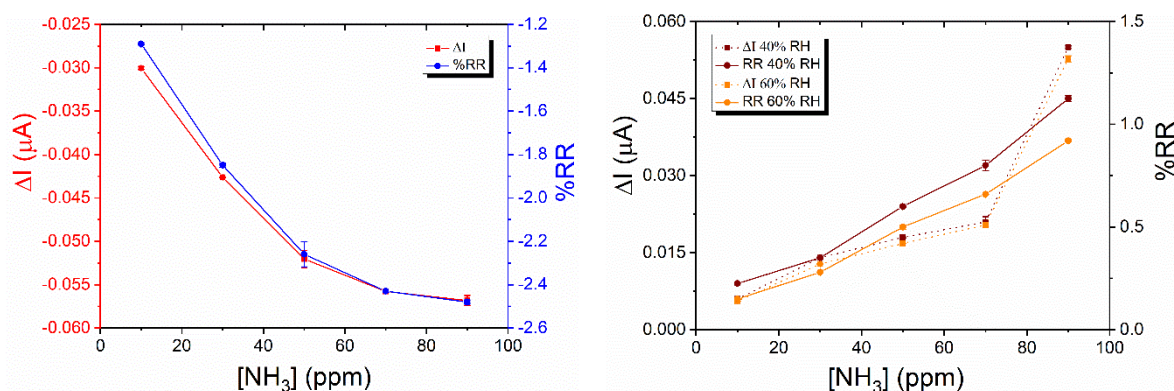 -0.025
-0.030
-0.035
-0.040
-0.045
-0.050
-0.055
-0.060
ΔI (μA)
0 20 40 60 80 100
[NH3] (ppm)
-1.2
-1.4
-1.6
-1.8
-2.0
-2.2
-2.4
-2.6
%RR
ΔI
%RR
0.060
0.045
0.030
0.015
0.000
ΔI (μA)
0 20 40 60 80 100
[NH3] (ppm)
1.5
1.0
0.5
0.0
%RR
ΔI 40% RH
RR 40% RH
ΔI 60% RH
RR 60% RH